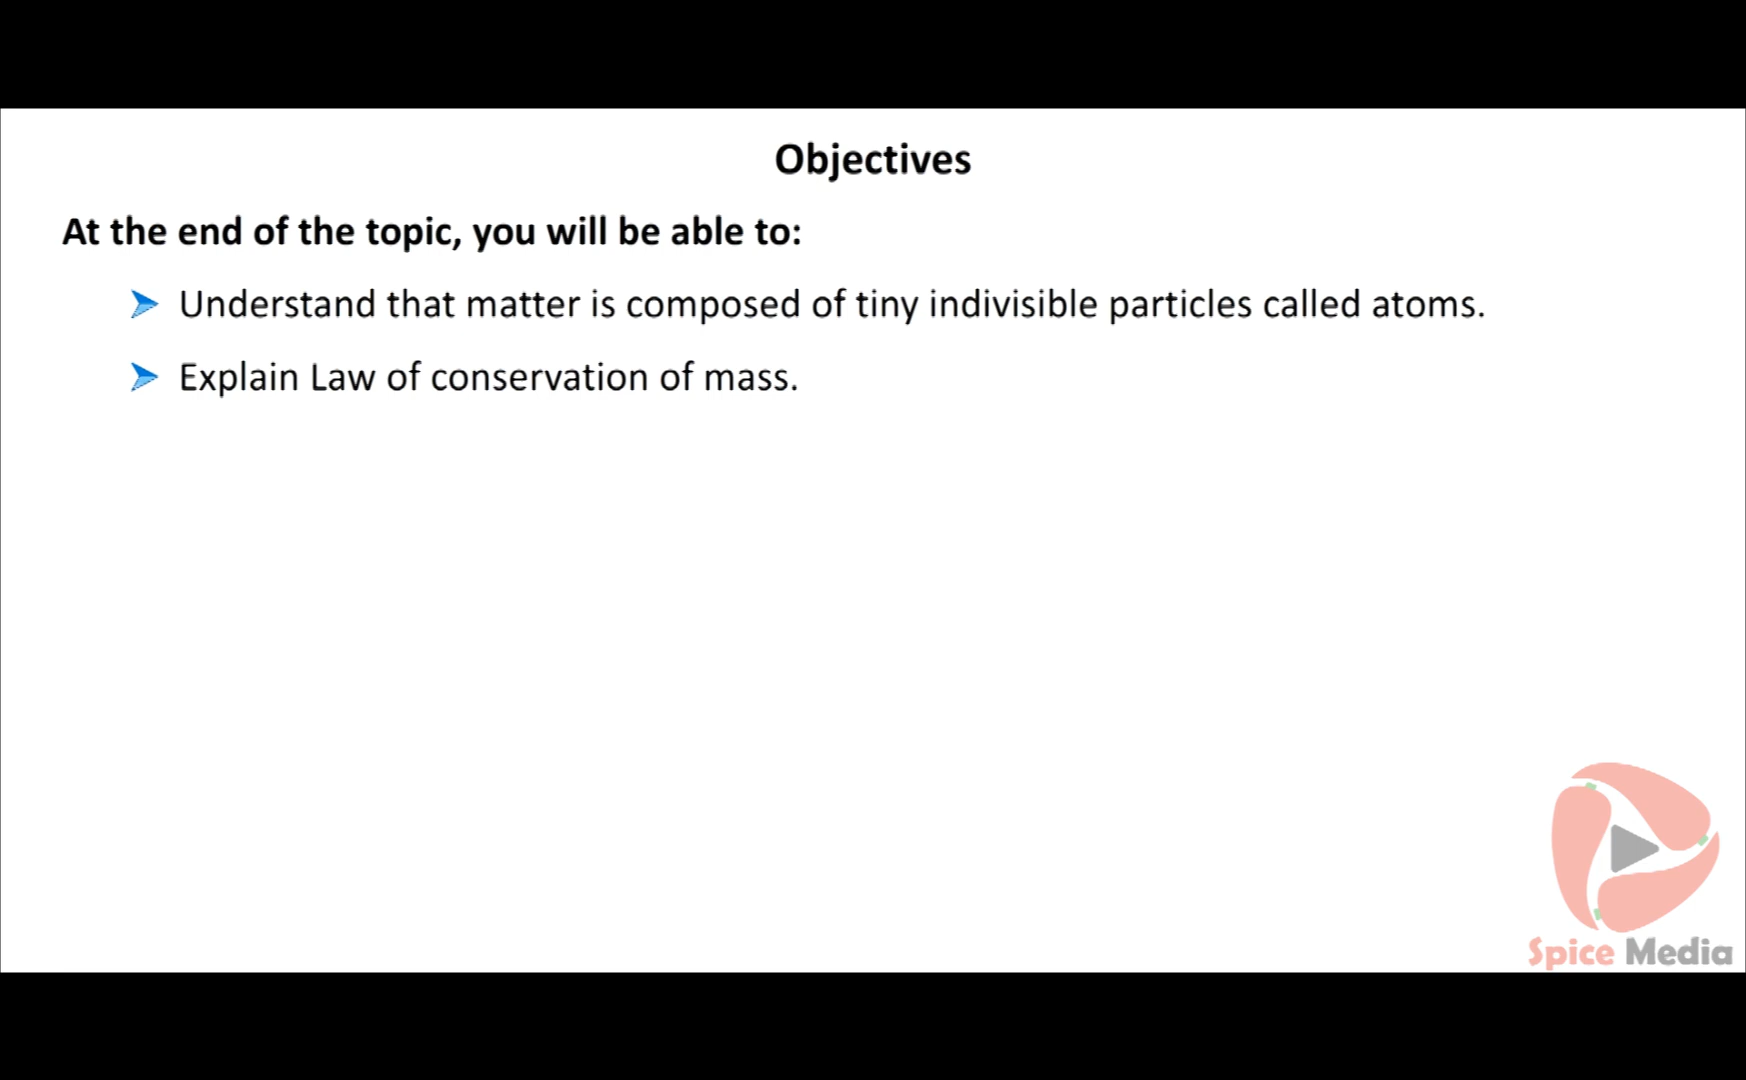 Objectives
At the end of the topic, you will be able to:
Understand that matter is composed of tiny indivisible particles called atoms.
Explain Law of conservation of mass.
Spice Media